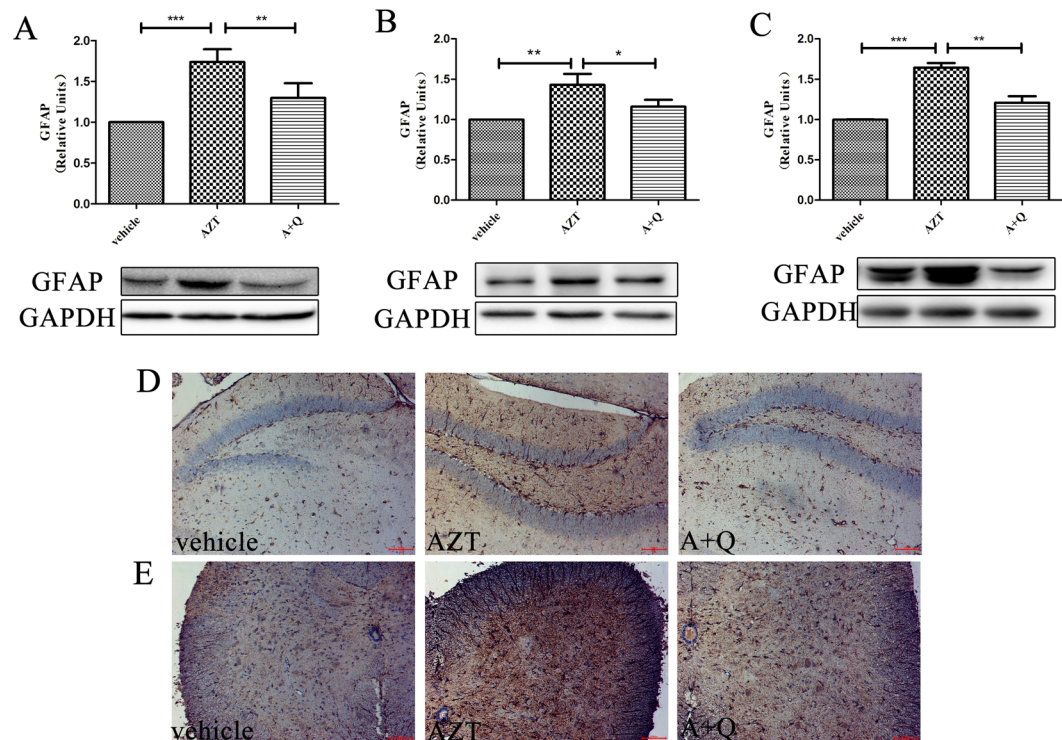 A
*** **
GFAP
(Relative Units)
2.0
1.5
1.0
0.5
0.0
vehicle AZT A+Q
GFAP
GAPDH
B
** *
GFAP
(Relative Units)
2.0
1.5
1.0
0.5
0.0
vehicle AZT A+Q
GFAP
GAPDH
C
*** **
GFAP
(Relative Units)
2.0
1.5
1.0
0.5
0.0
vehicle AZT A+Q
GFAP
GAPDH
D
vehicle AZT A+Q
E
vehicle AZT A+Q